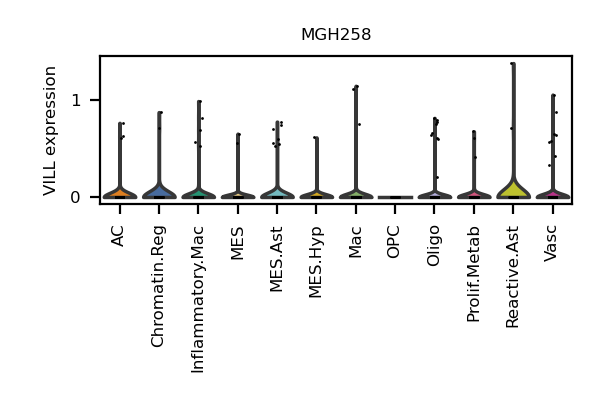 MGH258
VILL expression
1
0
AC
Chromatin.Reg
Inflammatory.Mac
MES
MES.Ast
MES.Hyp
Mac
OPC
Oligo
Prolif.Metab
Reactive.Ast
Vasc